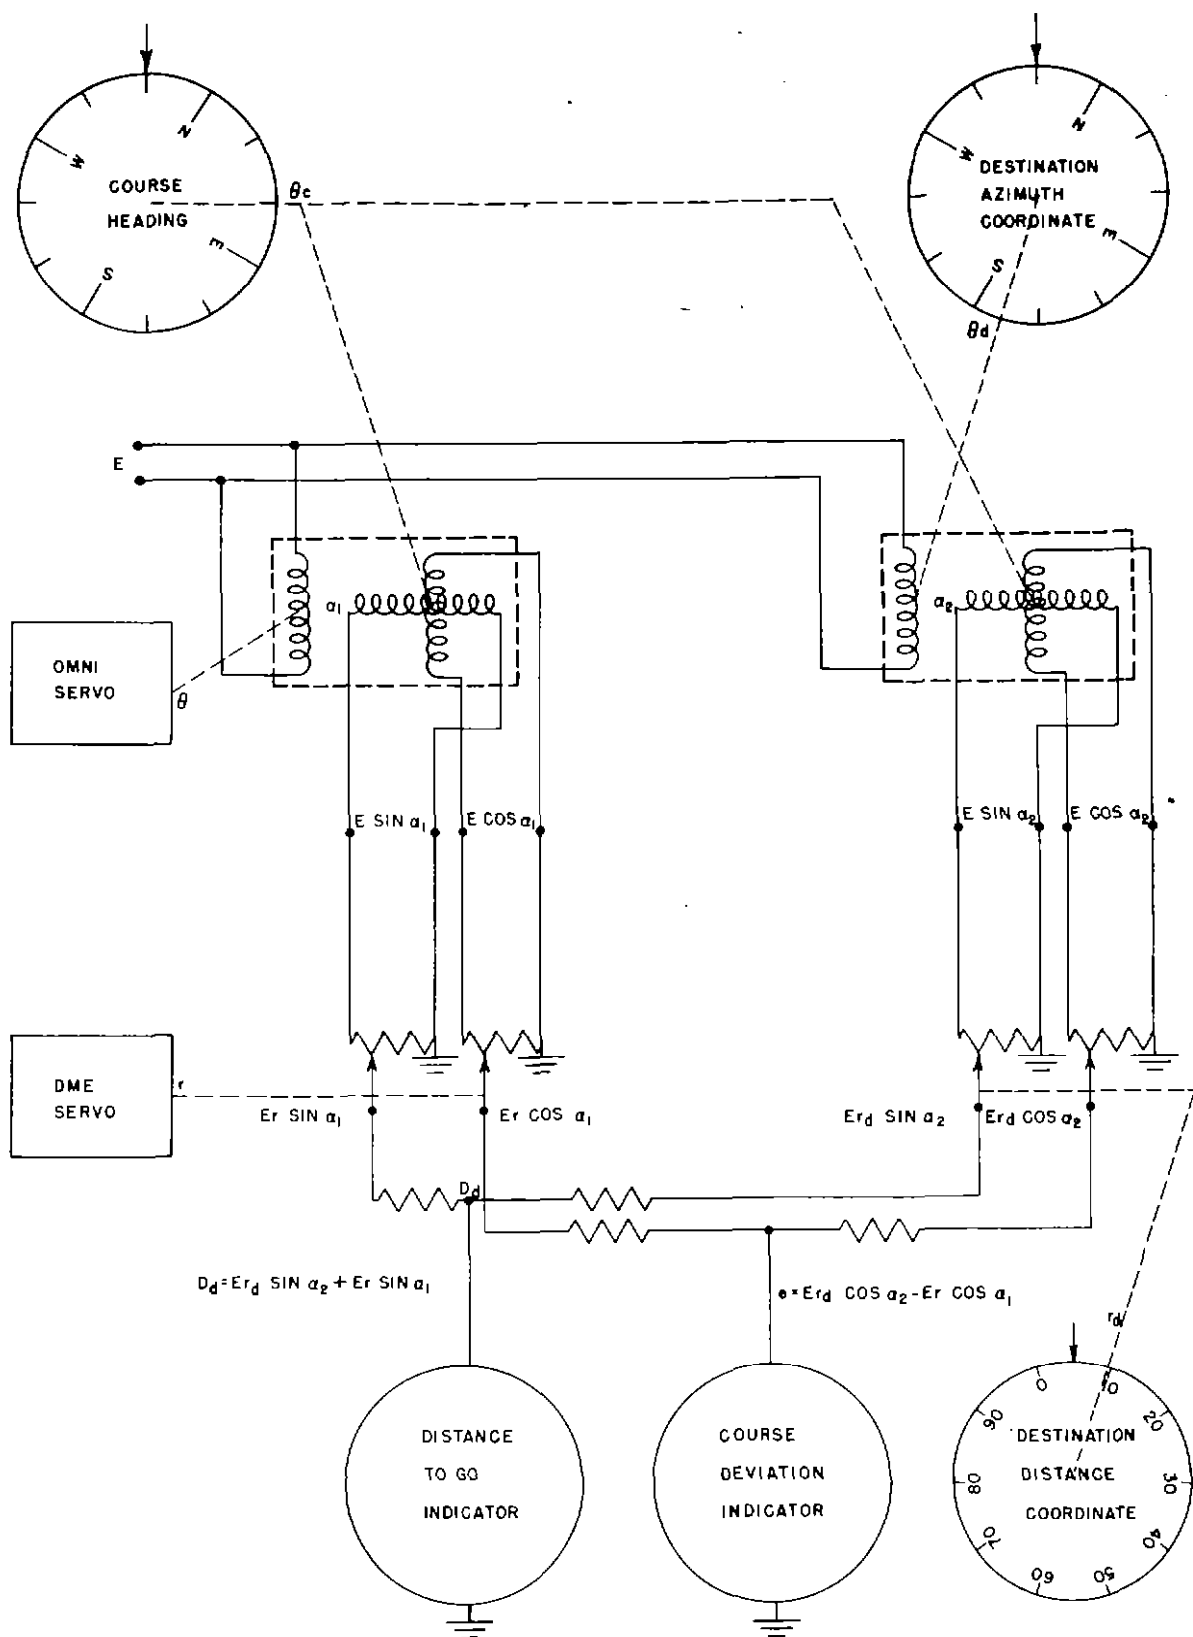 N
W
COURSE
HEADING
E
S
θc
N
W
DESTINATION
AZIMUTH
COORDINATE
E
S
θd
E
α1
α2
OMNI
SERVO
θ
E SIN α1
E COS α1
E SIN α2
E COS α2
DME
SERVO
r
Er SIN α1
Er COS α1
Erd SIN α2
Erd COS α2
Dd
Dd=Erd SIN α2+Er SIN α1
e=Erd COS α2-Er COS α1
rd
DISTANCE
TO GO
INDICATOR
COURSE
DEVIATION
INDICATOR
0
10
20
30
40
50
60
70
80
90
DESTINATION
DISTANCE
COORDINATE